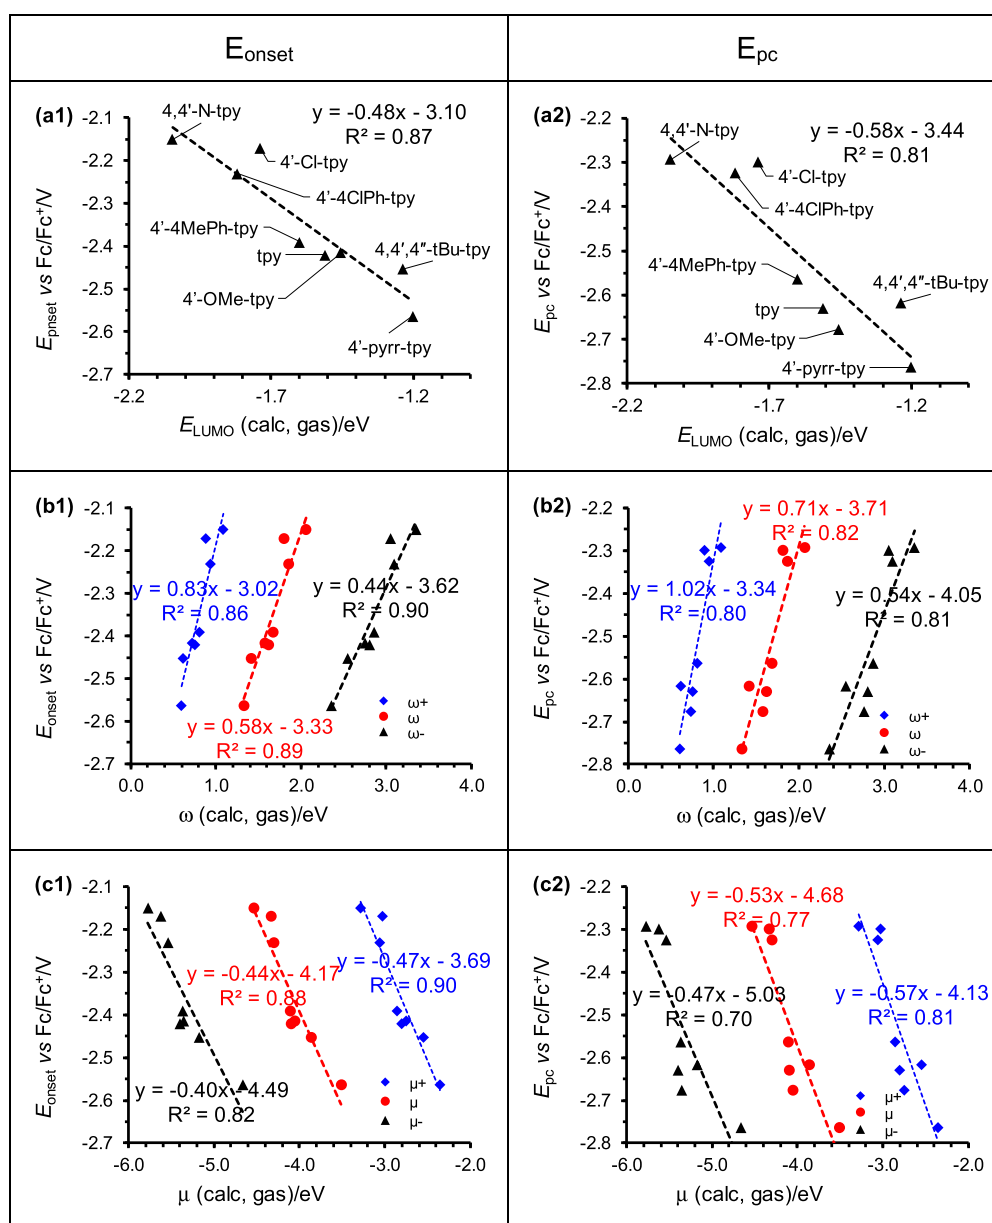 Eonset
Epc
(a1)
y = -0.48x - 3.10
R² = 0.87
4,4'-N-tpy
4'-Cl-tpy
4'-4ClPh-tpy
4'-4MePh-tpy
tpy
4,4′,4″-tBu-tpy
4'-OMe-tpy
4'-pyrr-tpy
-2.1
-2.2
-2.3
-2.4
-2.5
-2.6
-2.7
-2.2
-1.7
-1.2
Epnset vs Fc/Fc⁺/V
ELUMO (calc, gas)/eV
(a2)
y = -0.58x - 3.44
R² = 0.81
4,4'-N-tpy
4'-Cl-tpy
4'-4ClPh-tpy
4'-4MePh-tpy
4,4′,4″-tBu-tpy
tpy
4'-OMe-tpy
4'-pyrr-tpy
-2.2
-2.3
-2.4
-2.5
-2.6
-2.7
-2.8
-2.2
-1.7
-1.2
Epc vs Fc/Fc⁺/V
ELUMO (calc, gas)/eV
(b1)
y = 0.83x - 3.02
R² = 0.86
y = 0.44x - 3.62
R² = 0.90
y = 0.58x - 3.33
R² = 0.89
ω+
ω
ω-
-2.1
-2.2
-2.3
-2.4
-2.5
-2.6
-2.7
0.0
1.0
2.0
3.0
4.0
Eonset vs Fc/Fc⁺/V
ω (calc, gas)/eV
(b2)
y = 0.71x - 3.71
R² = 0.82
y = 1.02x - 3.34
R² = 0.80
y = 0.54x - 4.05
R² = 0.81
ω+
ω
ω-
-2.2
-2.3
-2.4
-2.5
-2.6
-2.7
-2.8
0.0
1.0
2.0
3.0
4.0
Epc vs Fc/Fc⁺/V
ω (calc, gas)/eV
(c1)
y = -0.44x - 4.17
R² = 0.88
y = -0.47x - 3.69
R² = 0.90
y = -0.40x - 4.49
R² = 0.82
μ+
μ
μ-
-2.1
-2.2
-2.3
-2.4
-2.5
-2.6
-2.7
-6.0
-5.0
-4.0
-3.0
-2.0
Eonset vs Fc/Fc⁺/V
μ (calc, gas)/eV
(c2)
y = -0.53x - 4.68
R² = 0.77
y = -0.47x - 5.03
R² = 0.70
y = -0.57x - 4.13
R² = 0.81
μ+
μ
μ-
-2.2
-2.3
-2.4
-2.5
-2.6
-2.7
-2.8
-6.0
-5.0
-4.0
-3.0
-2.0
Epc vs Fc/Fc⁺/V
μ (calc, gas)/eV